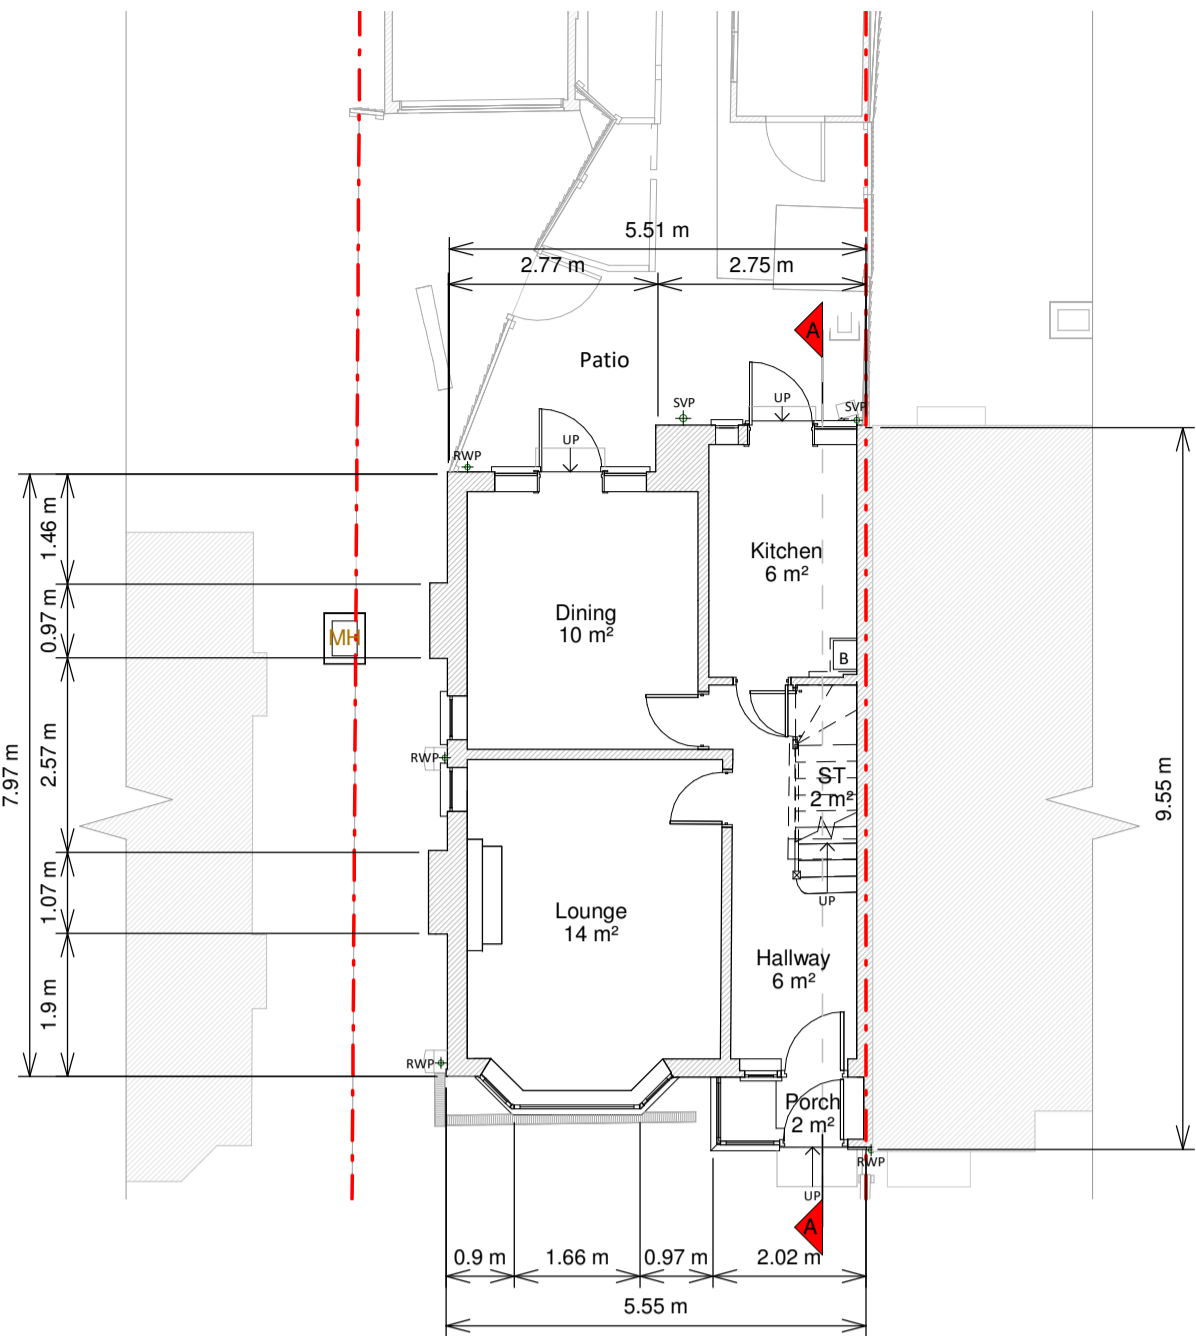 5.51 m
2.77 m
2.75 m
A
Patio
SVP
UP
SVP
UP
RWP
1.46 m
Kitchen
6 m²
0.97 m
MH
Dining
10 m²
B
2.57 m
7.97 m
RWP
ST
2 m²
9.55 m
1.07 m
UP
Lounge
14 m²
Hallway
6 m²
1.9 m
RWP
Porch
2 m²
RWP
UP
A
0.9 m
1.66 m
0.97 m
2.02 m
5.55 m